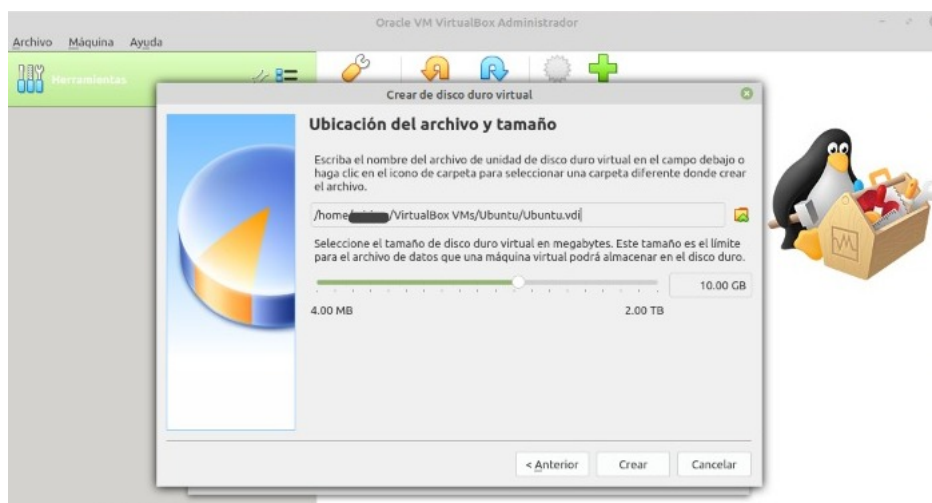 Oracle VM VirtualBox Administrador
Archivo Máquina Ayuda
Herramientas
Crear de disco duro virtual
Ubicación del archivo y tamaño
Escriba el nombre del archivo de unidad de disco duro virtual en el campo debajo o
haga clic en el icono de carpeta para seleccionar una carpeta diferente donde crear
el archivo.
/home/ /VirtualBox VMs/Ubuntu/Ubuntu.vdi
Seleccione el tamaño de disco duro virtual en megabytes. Este tamaño es el límite
para el archivo de datos que una máquina virtual podrá almacenar en el disco duro.
10.00 GB
4.00 MB 2.00 TB
< Anterior Crear Cancelar